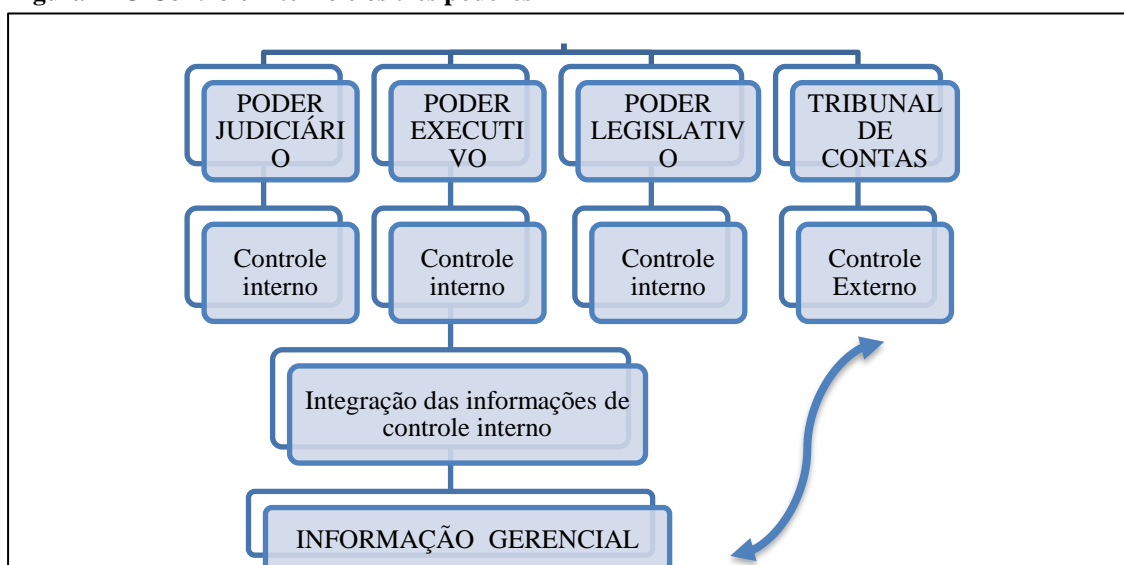 PODER
JUDICIÁRI
O
PODER
EXECUTI
VO
PODER
LEGISLATIV
O
TRIBUNAL
DE
CONTAS
Controle
interno
Controle
interno
Controle
interno
Controle
Externo
Integração das informações de
controle interno
INFORMAÇÃO GERENCIAL